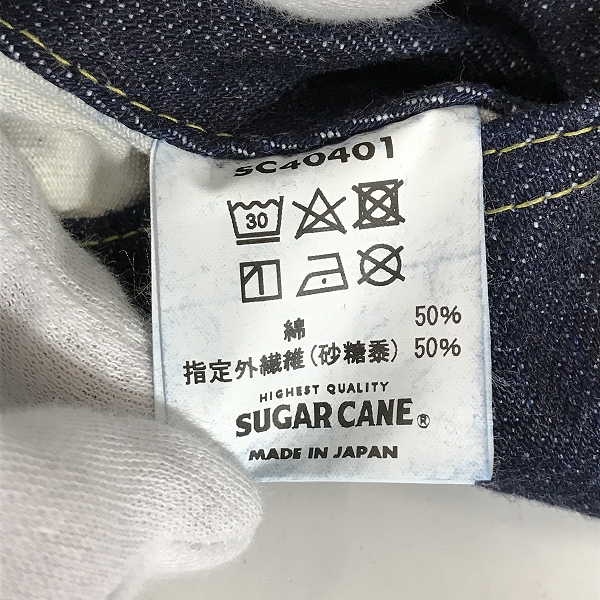 SC40401
30
綿 50%
指定外繊維(砂糖黍) 50%
HIGHEST QUALITY
SUGAR CANE®
MADE IN JAPAN